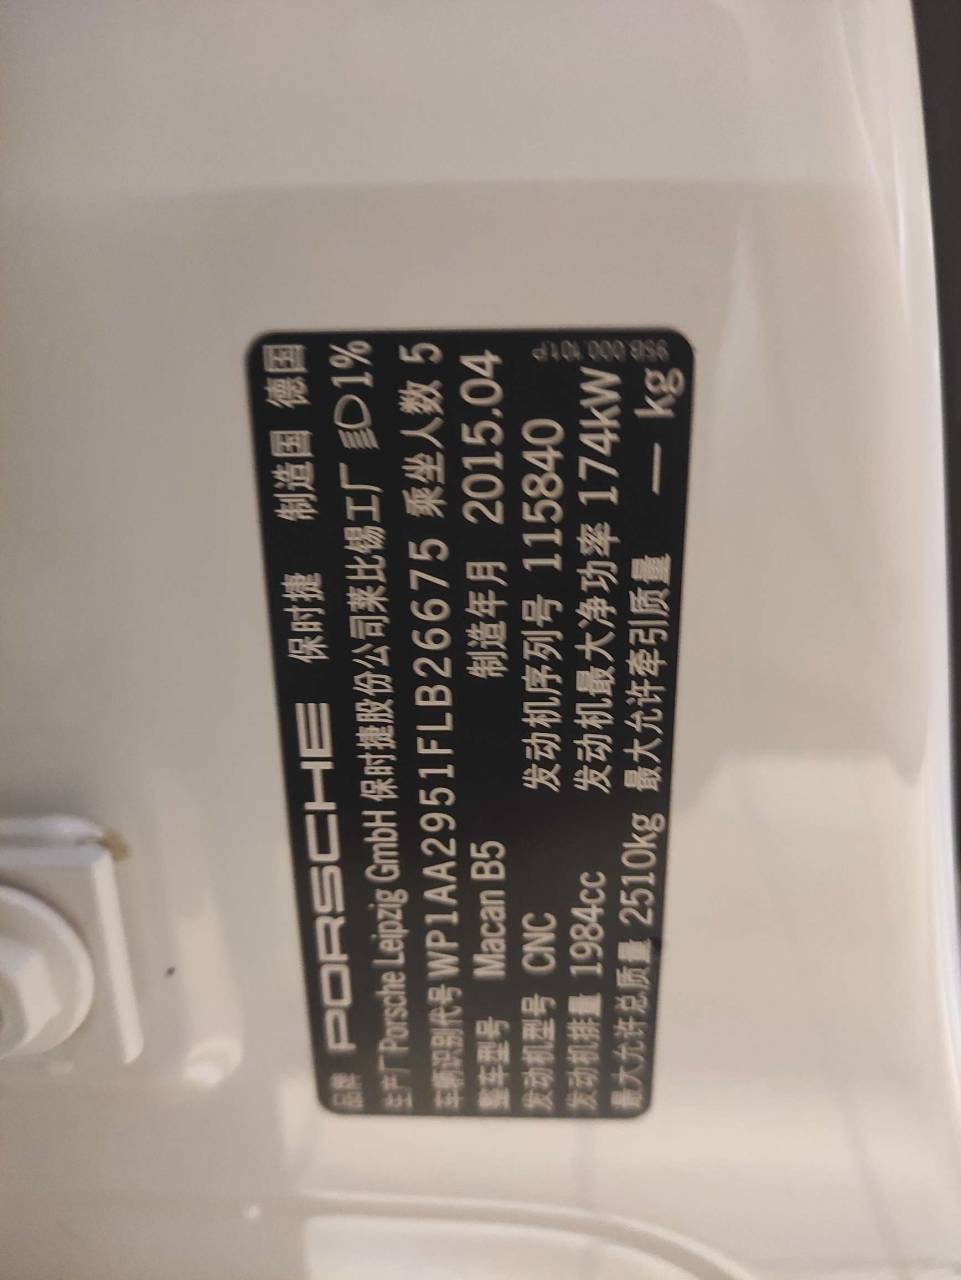 品牌 PORSCHE 保时捷 制造国 德国
生产厂 Porsche Leipzig GmbH 保时捷股份公司莱比锡工厂 1%
车辆识别代号 WP1AA2951FLB26675 乘坐人数 5
整车型号 Macan B5 制造年月 2015.04
发动机型号 CNC 发动机序列号 115840
发动机排量 1984cc 发动机最大净功率 174kW
最大允许总质量 2510kg 最大允许牵引质量 — kg
95B.000.101.P